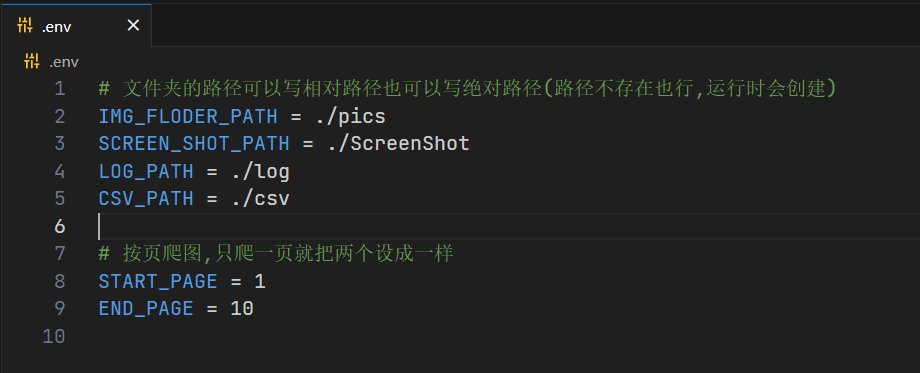 .env
.env
1 # 文件夹的路径可以写相对路径也可以写绝对路径(路径不存在也行,运行时会创建)
2 IMG_FLODER_PATH = ./pics
3 SCREEN_SHOT_PATH = ./ScreenShot
4 LOG_PATH = ./log
5 CSV_PATH = ./csv
6
7 # 按页爬图,只爬一页就把两个设成一样
8 START_PAGE = 1
9 END_PAGE = 10
10